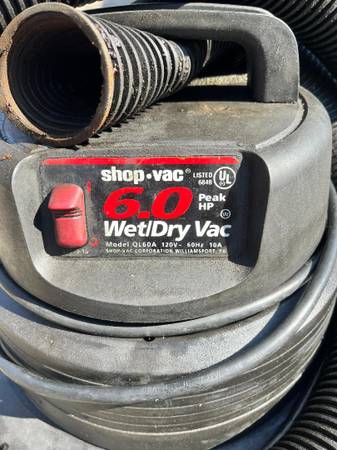 shop·vac®
LISTED 684B UL
6.0 Peak HP
Wet/Dry Vac
Model QL60A 120V~ 60Hz 10A
SHOP-VAC CORPORATION WILLIAMSPORT, PA